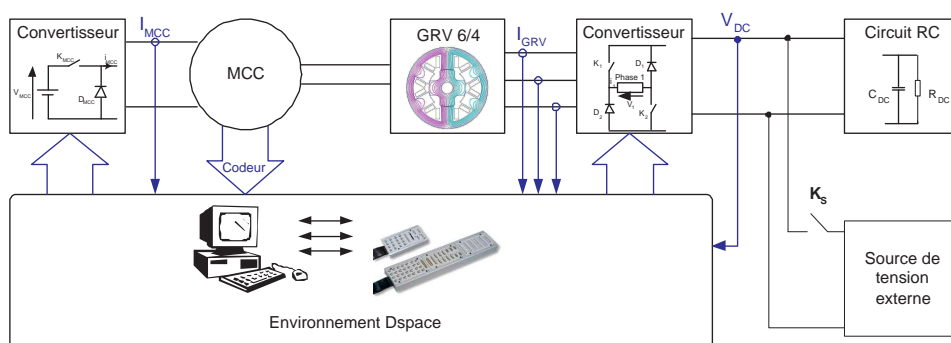 Convertisseur
K_MCC
i_MCC
V_MCC
D_MCC
I_MCC
MCC
Codeur
GRV 6/4
I_GRV
Convertisseur
K_1
D_1
Phase 1
V_1
D_2
K_2
V_DC
Circuit RC
C_DC
R_DC
K_S
Source de
tension
externe
Environnement Dspace